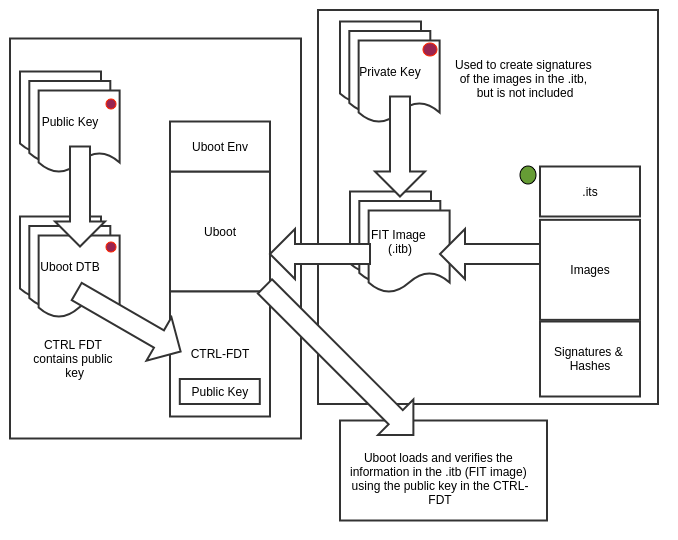 Private Key
Used to create signatures
of the images in the .itb,
but is not included
Public Key
Uboot Env
.its
Uboot
FIT Image
(.itb)
Uboot DTB
Images
CTRL FDT
contains public
key
CTRL-FDT
Signatures &
Hashes
Public Key
Uboot loads and verifies the
information in the .itb (FIT image)
using the public key in the CTRL-
FDT